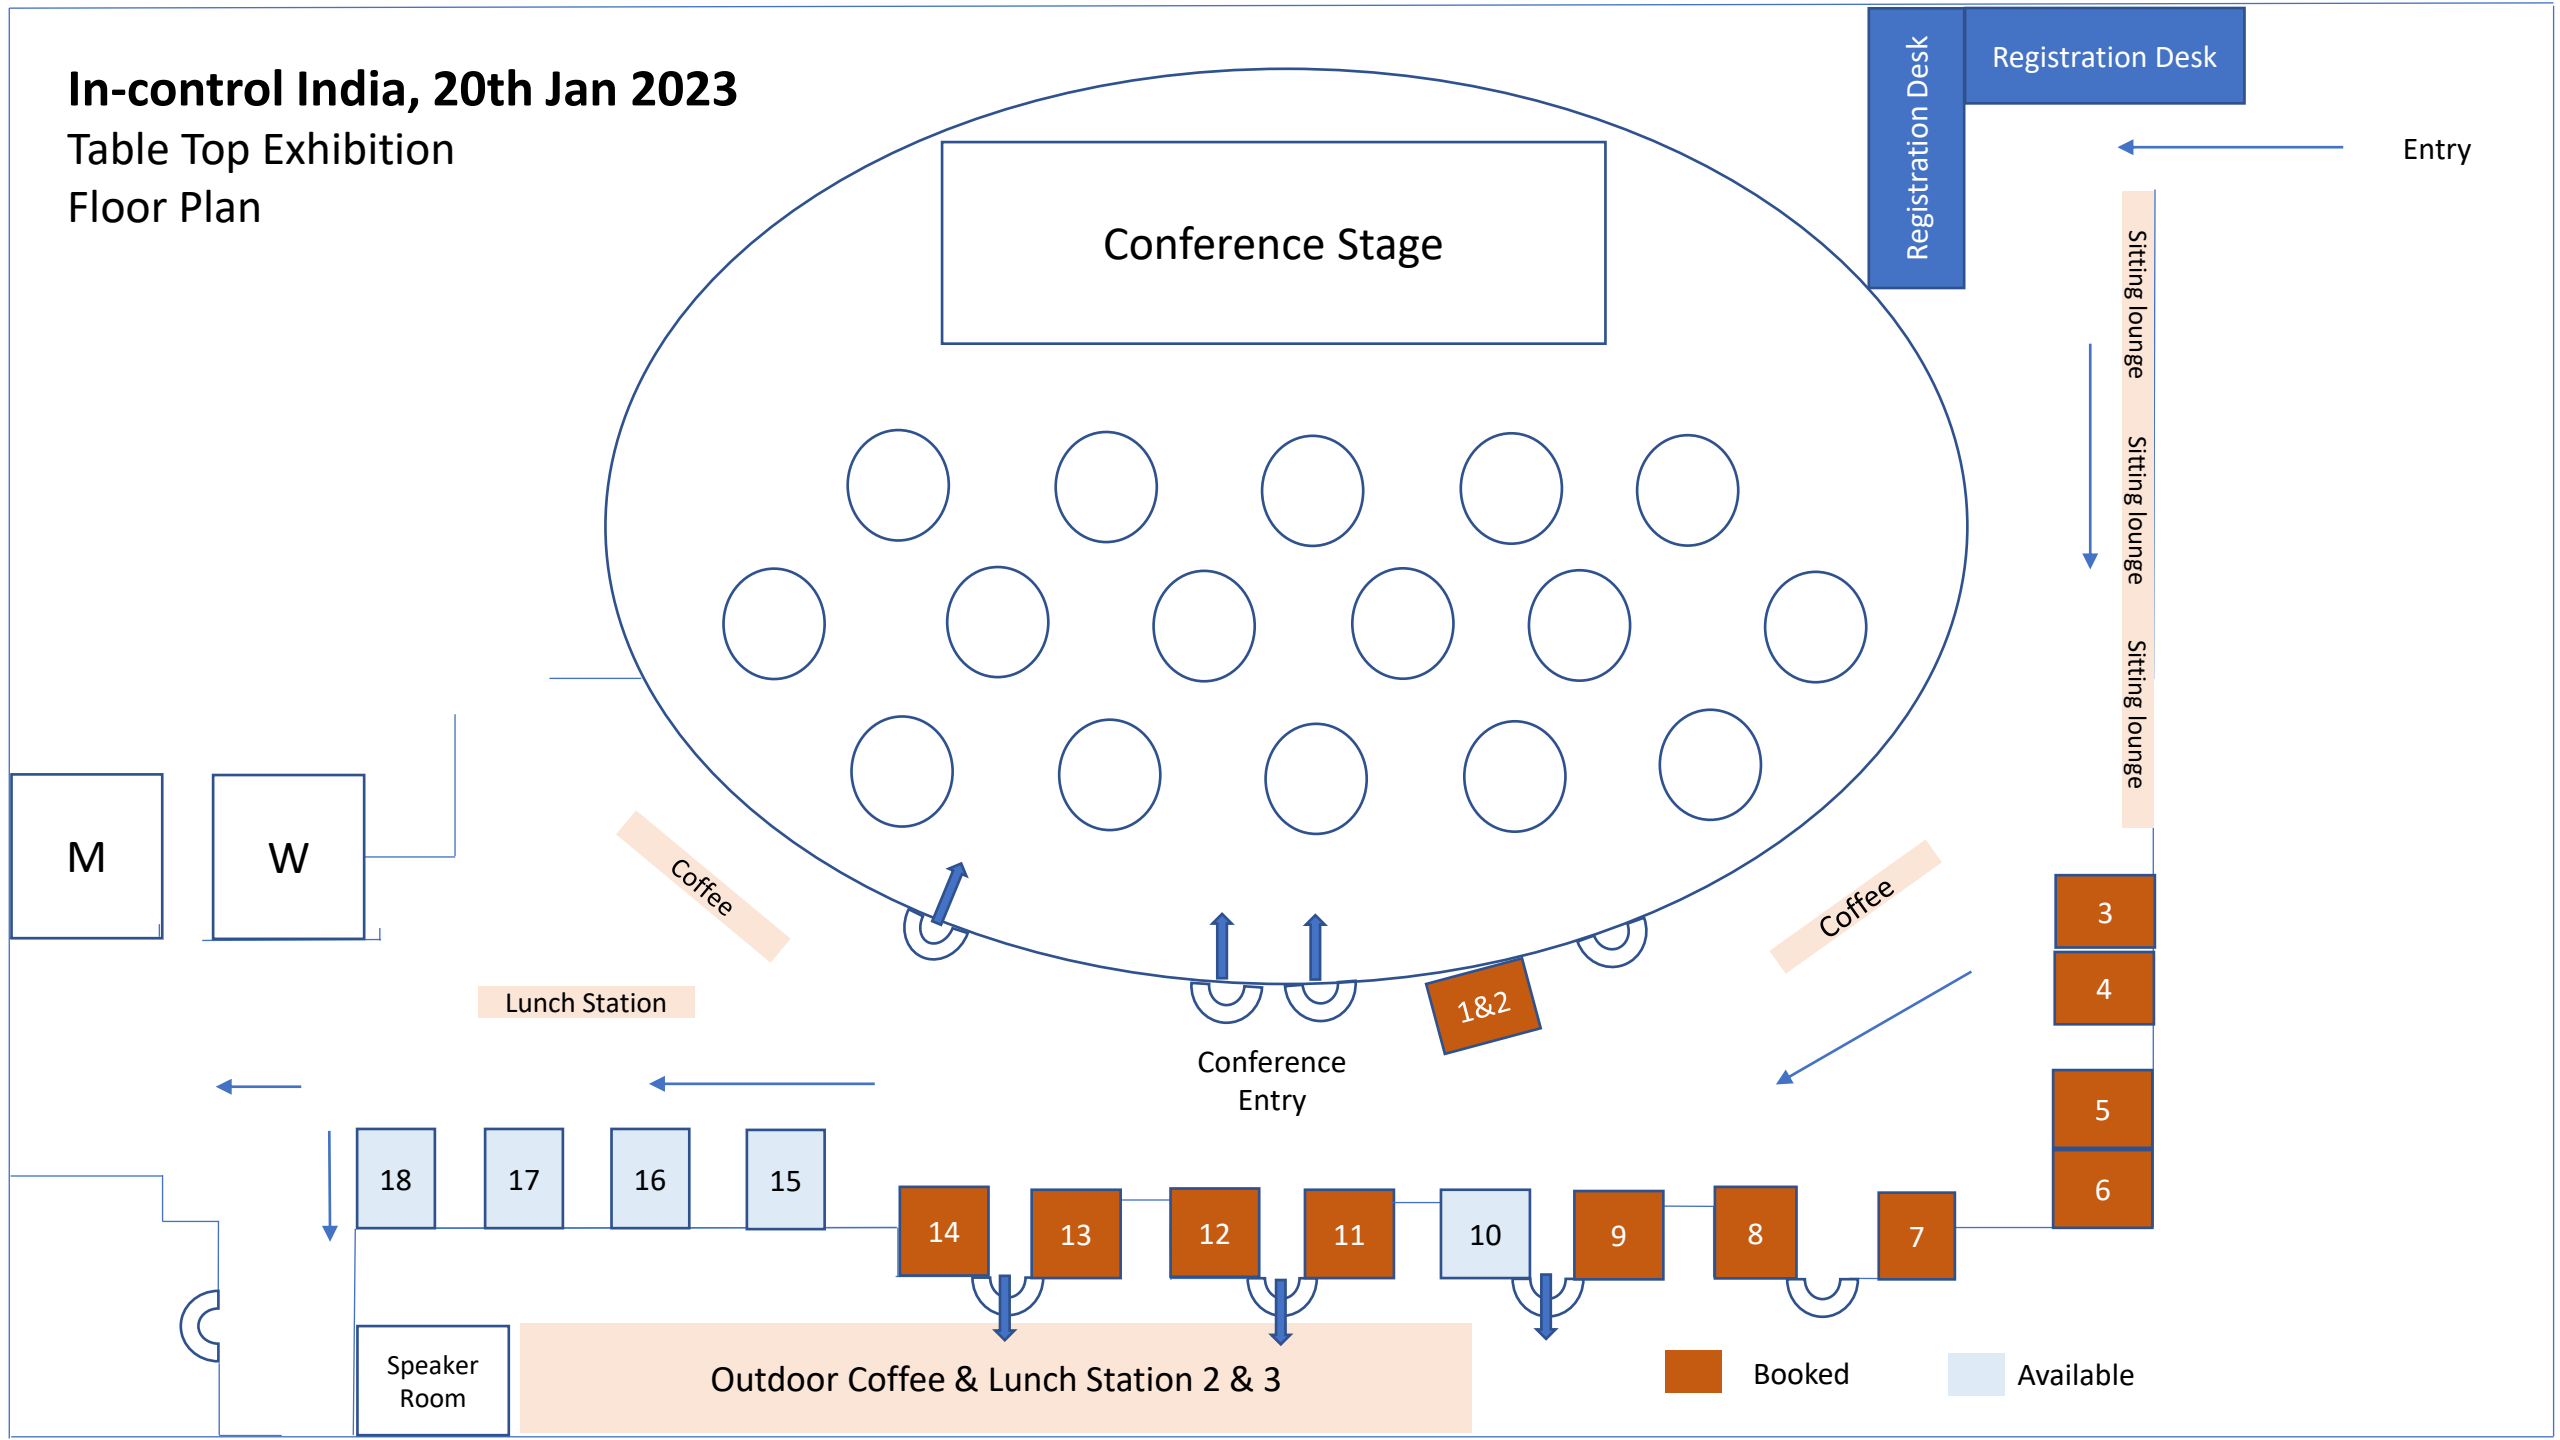 In-control India, 20th Jan 2023
Table Top Exhibition
Floor Plan
Registration Desk
Registration Desk
Entry
Conference Stage
Sitting lounge
Sitting lounge
Sitting lounge
M
W
Coffee
Coffee
Lunch Station
1&2
3
4
5
6
Conference
Entry
18
17
16
15
14
13
12
11
10
9
8
7
Speaker
Room
Outdoor Coffee & Lunch Station 2 & 3
Booked
Available